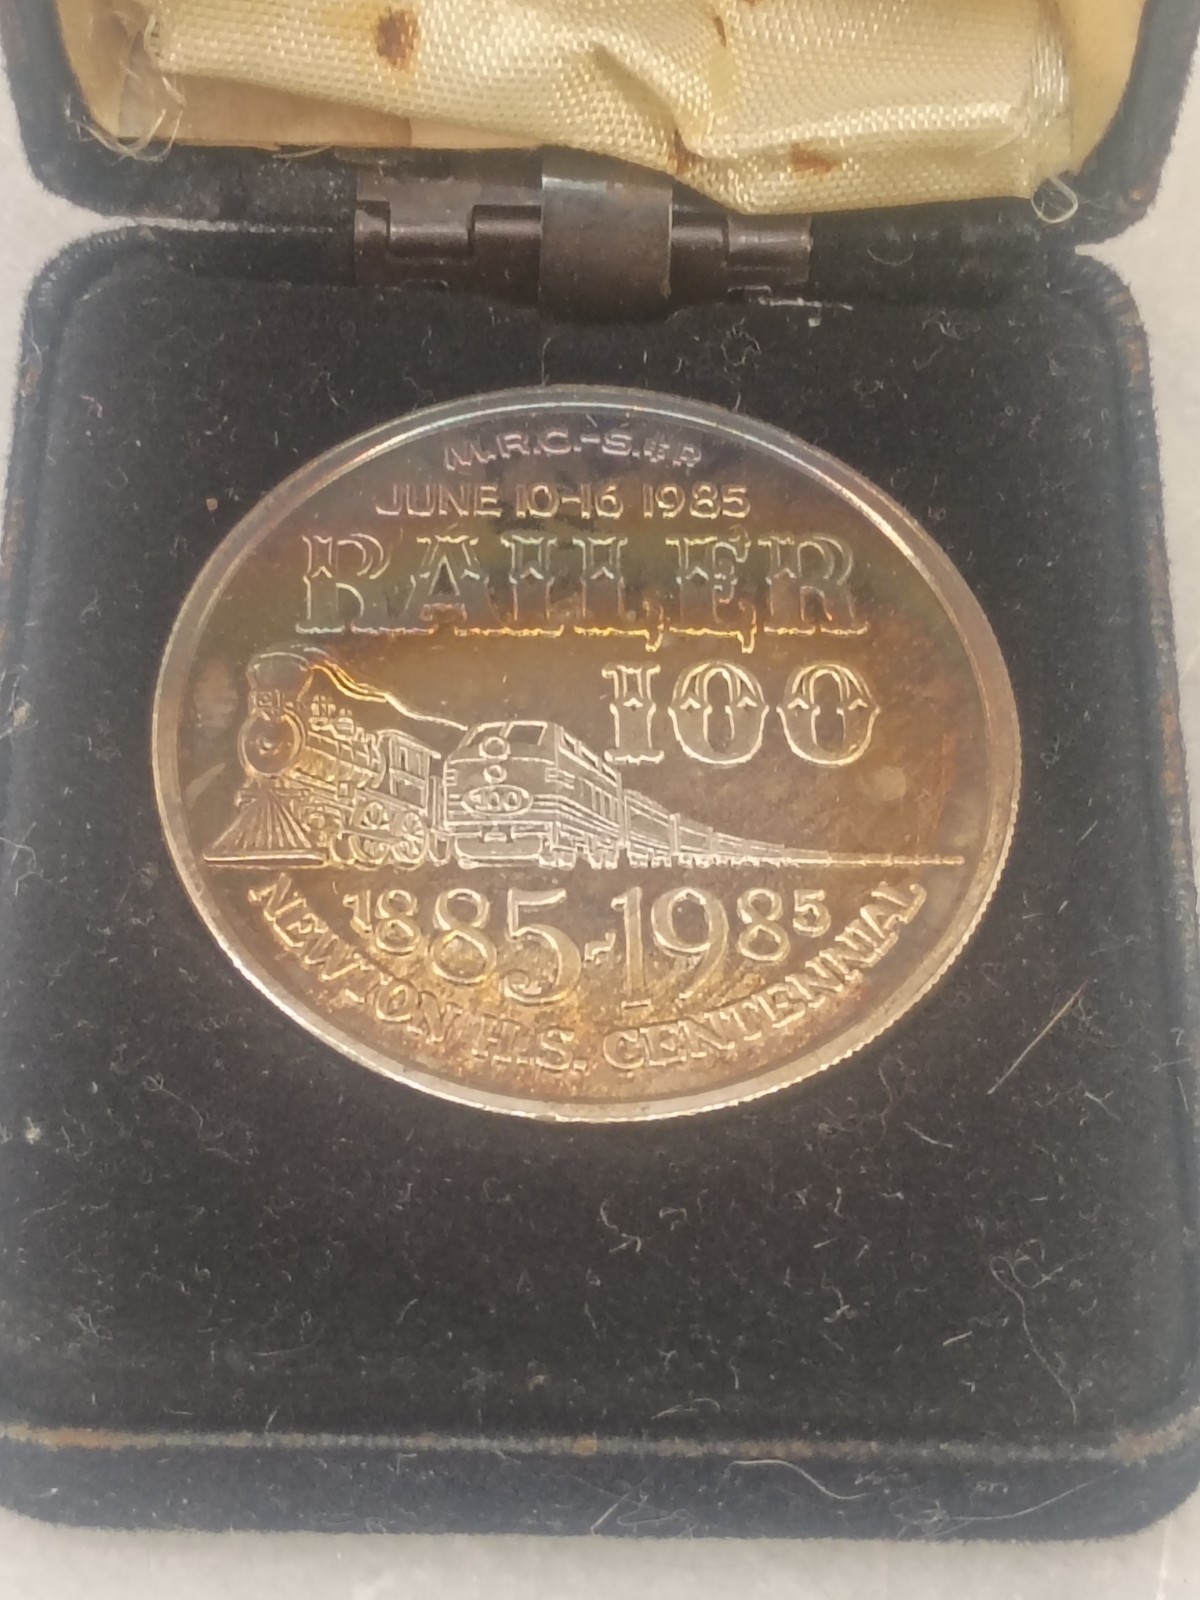 M.R.C.-S.&R
JUNE 10-16 1985
RAILER
100
100
1885-1985
NEWTON H.S. CENTENNIAL